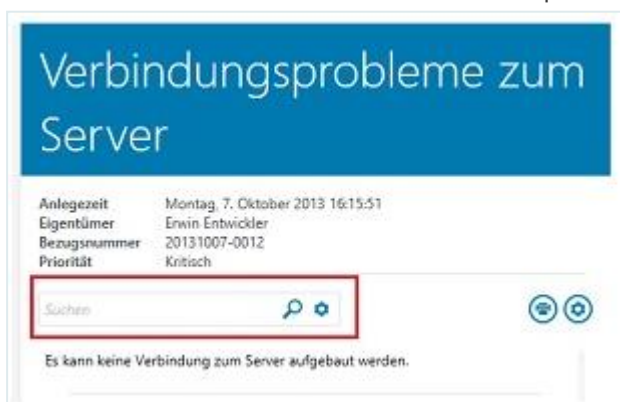 Verbindungsprobleme zum
Server
Anlegezeit Montag, 7. Oktober 2013 16:15:51
Eigentümer Erwin Entwickler
Bezugsnummer 20131007-0012
Priorität Kritisch
Suchen
Es kann keine Verbindung zum Server aufgebaut werden.